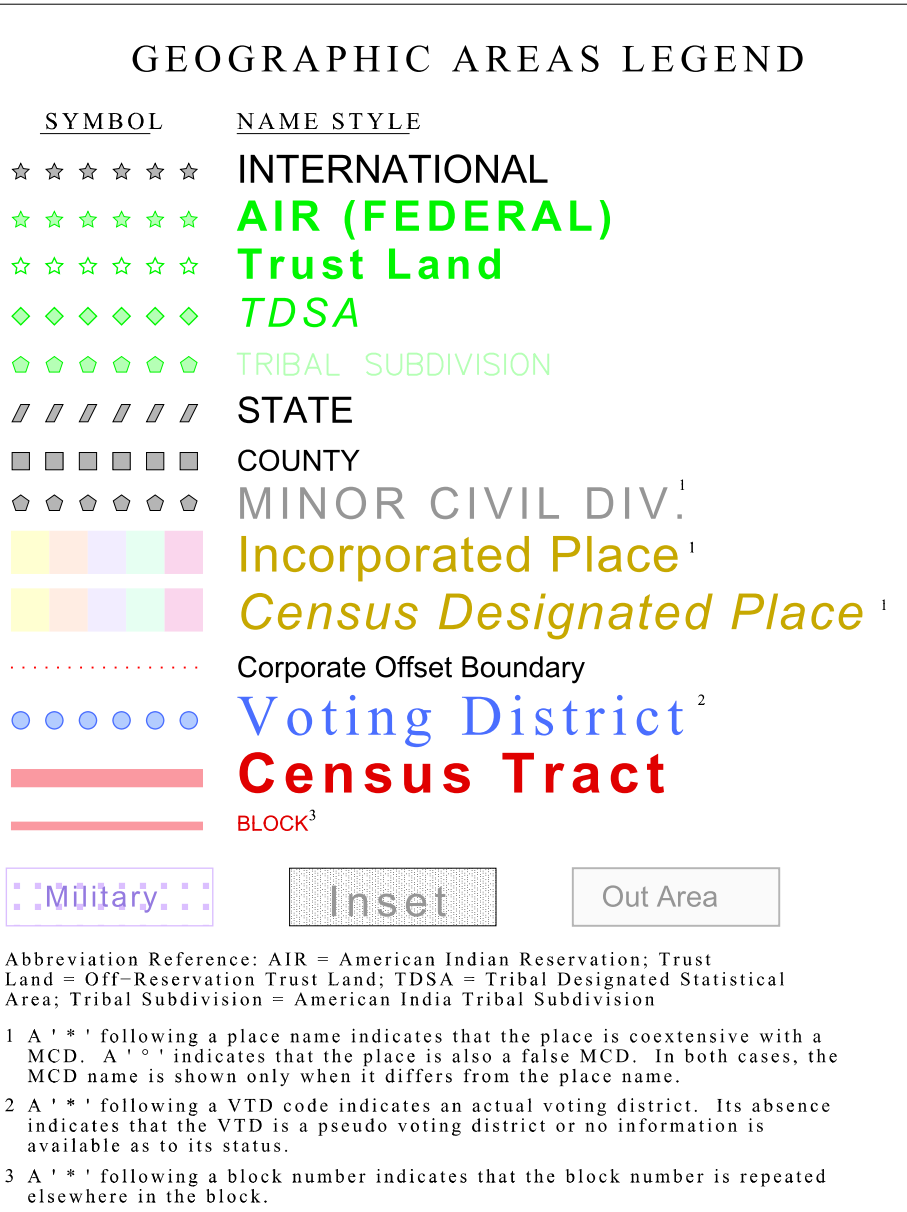 GEOGRAPHIC AREAS LEGEND
SYMBOL NAME STYLE
INTERNATIONAL
AIR (FEDERAL)
Trust Land
TDSA
TRIBAL SUBDIVISION
STATE
COUNTY
MINOR CIVIL DIV. 1
Incorporated Place 1
Census Designated Place 1
Corporate Offset Boundary
Voting District 2
Census Tract
BLOCK3
Military Inset Out Area
Abbreviation Reference: AIR = American Indian Reservation; Trust
Land = Off−Reservation Trust Land; TDSA = Tribal Designated Statistical
Area; Tribal Subdivision = American India Tribal Subdivision
1 A ' * ' following a place name indicates that the place is coextensive with a
MCD. A ' ° ' indicates that the place is also a false MCD. In both cases, the
MCD name is shown only when it differs from the place name.
2 A ' * ' following a VTD code indicates an actual voting district. Its absence
indicates that the VTD is a pseudo voting district or no information is
available as to its status.
3 A ' * ' following a block number indicates that the block number is repeated
elsewhere in the block.